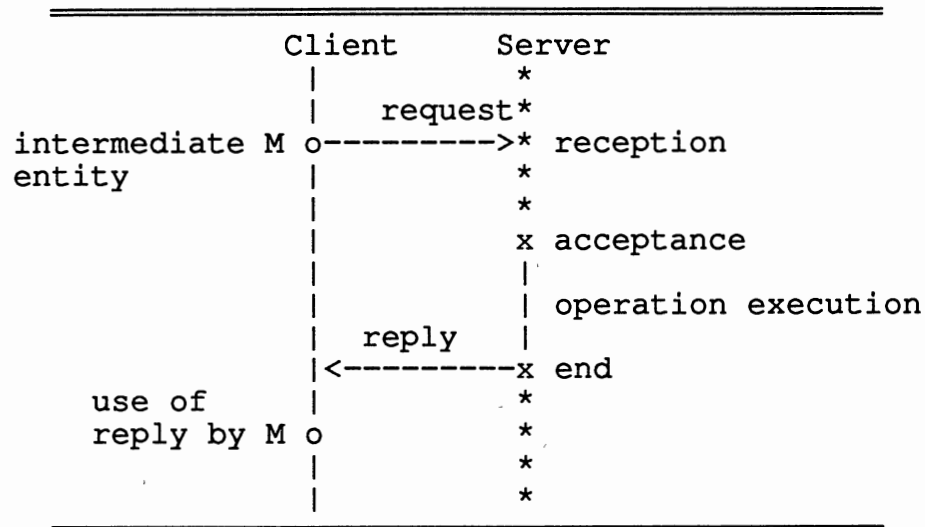 Client Server
| *
| request*
intermediate M o---------->* reception
entity | *
| *
| x acceptance
| |
| | operation execution
| reply |
|<----------x end
use of | *
reply by M o *
| *
| *